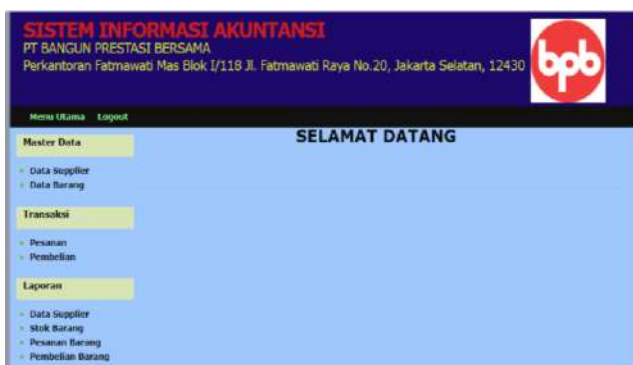 SISTEM INFORMASI AKUNTANSI
PT BANGUN PRESTASI BERSAMA
Perkantoran Fatmawati Mas Blok I/118 Jl. Fatmawati Raya No.20, Jakarta Selatan, 12430
bpb
Menu Utama Logout
SELAMAT DATANG
Master Data
Data Supplier
Data Barang
Transaksi
Pesanan
Pembelian
Laporan
Data Supplier
Stok Barang
Pesanan Barang
Pembelian Barang